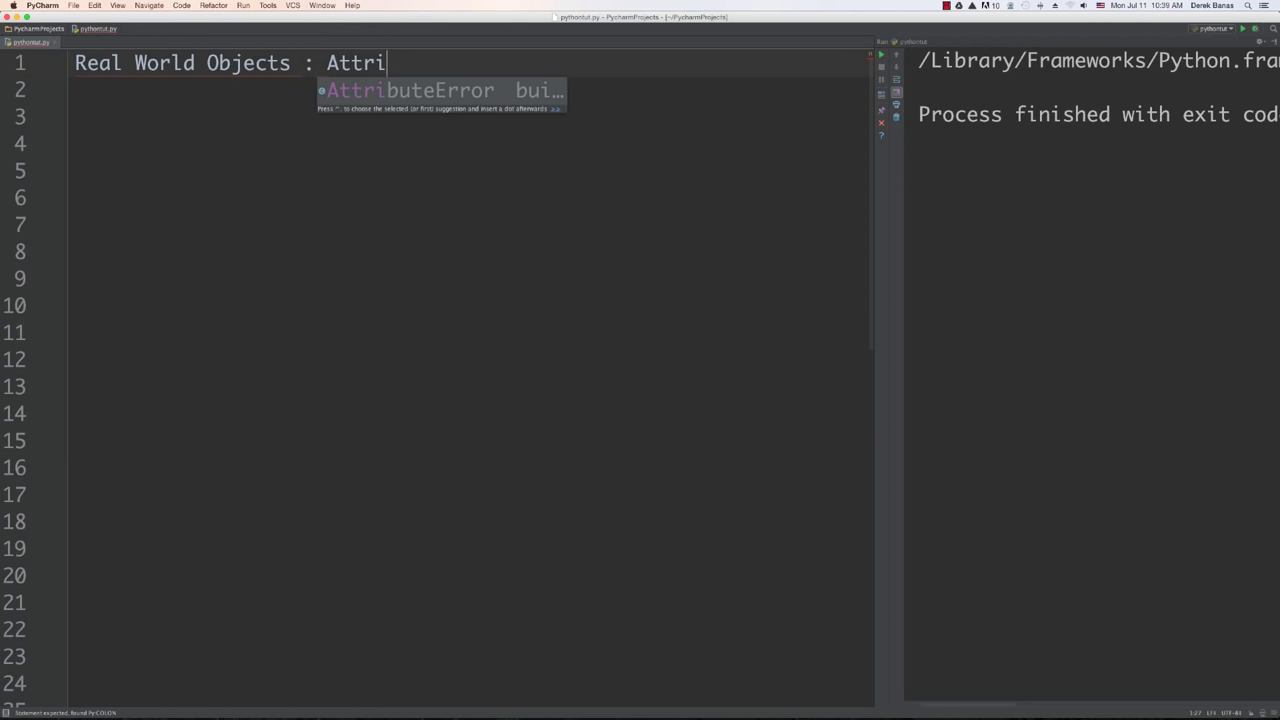 PyCharm File Edit View Navigate Code Refactor Run Tools VCS Window Help 10 Mon Jul 11 10:39 AM Derek Banas
pythontut.py - PycharmProjects - [~/PycharmProjects]
PycharmProjects pythontut.py pythontut
pythontut.py Run pythontut
1 Real World Objects : Attri
AttributeError bui…
Press ^. to choose the selected (or first) suggestion and insert a dot afterwards >>
2
3
4
5
6
7
8
9
10
11
12
13
14
15
16
17
18
19
20
21
22
23
24
/Library/Frameworks/Python.fra
Process finished with exit cod
Statement expected, found Py:COLON 1:27 LF≑ UTF-8≑